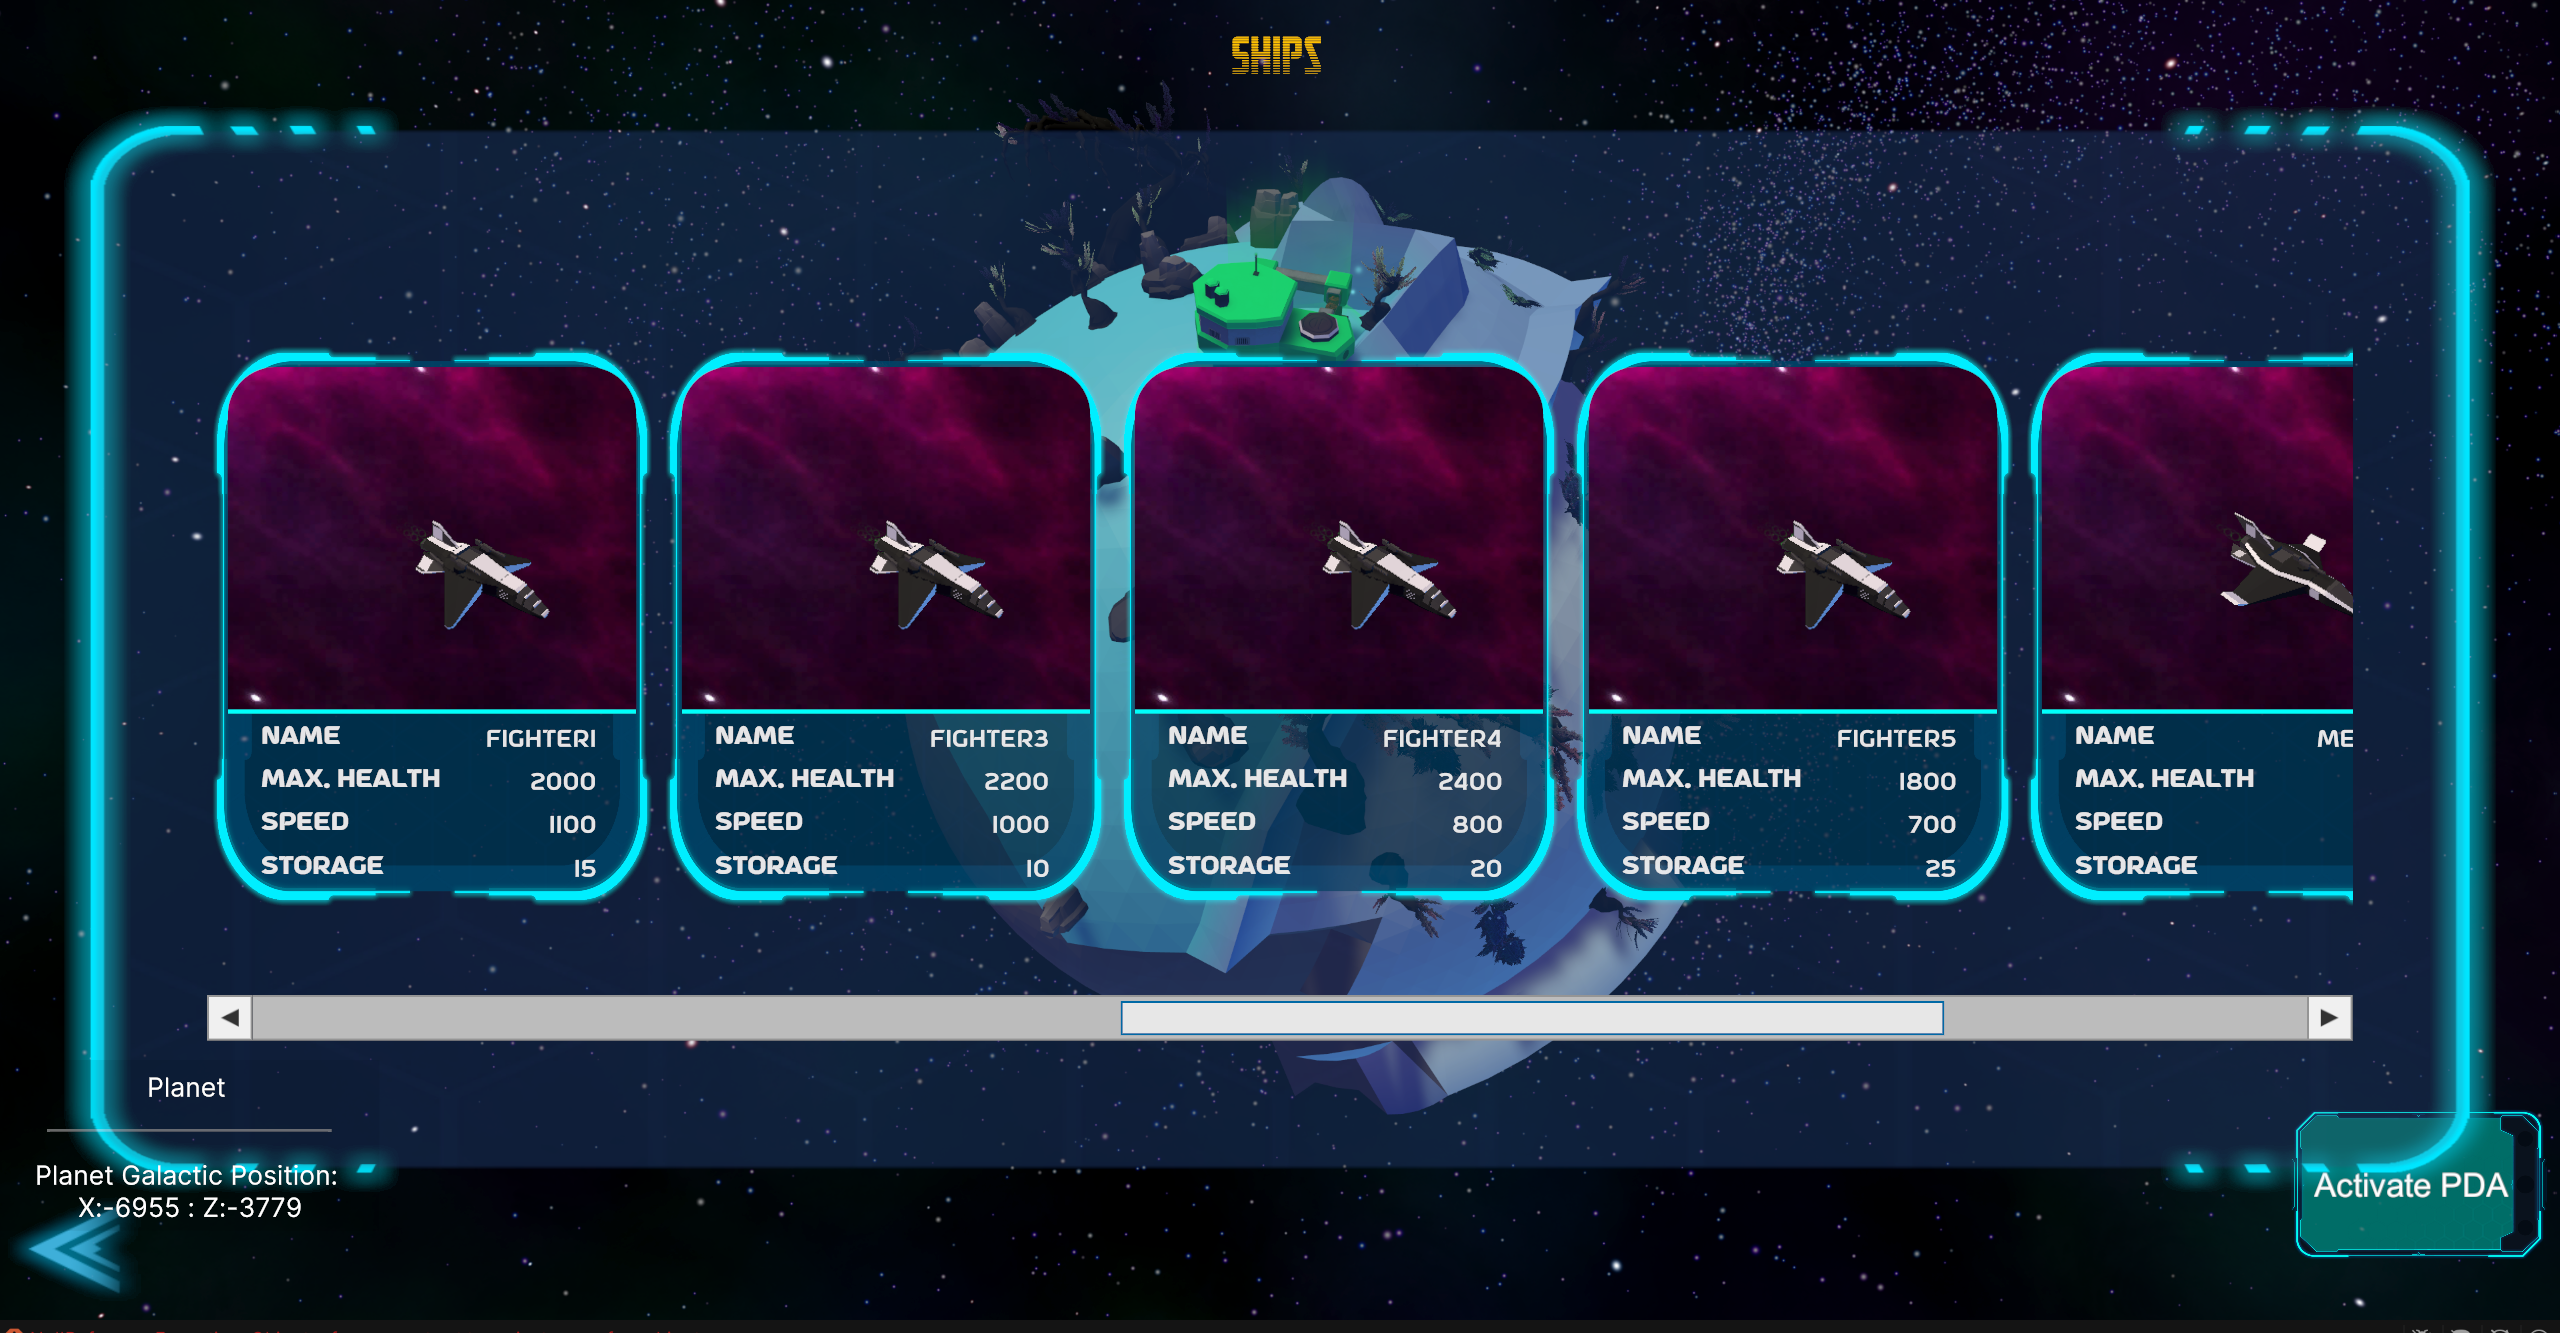 SHIPS
NAME FIGHTER1
MAX. HEALTH 2000
SPEED 1100
STORAGE 15
NAME FIGHTER3
MAX. HEALTH 2200
SPEED 1000
STORAGE 10
NAME FIGHTER4
MAX. HEALTH 2400
SPEED 800
STORAGE 20
NAME FIGHTER5
MAX. HEALTH 1800
SPEED 700
STORAGE 25
NAME ME
MAX. HEALTH
SPEED
STORAGE
Planet
Planet Galactic Position:
X:-6955 : Z:-3779
Activate PDA